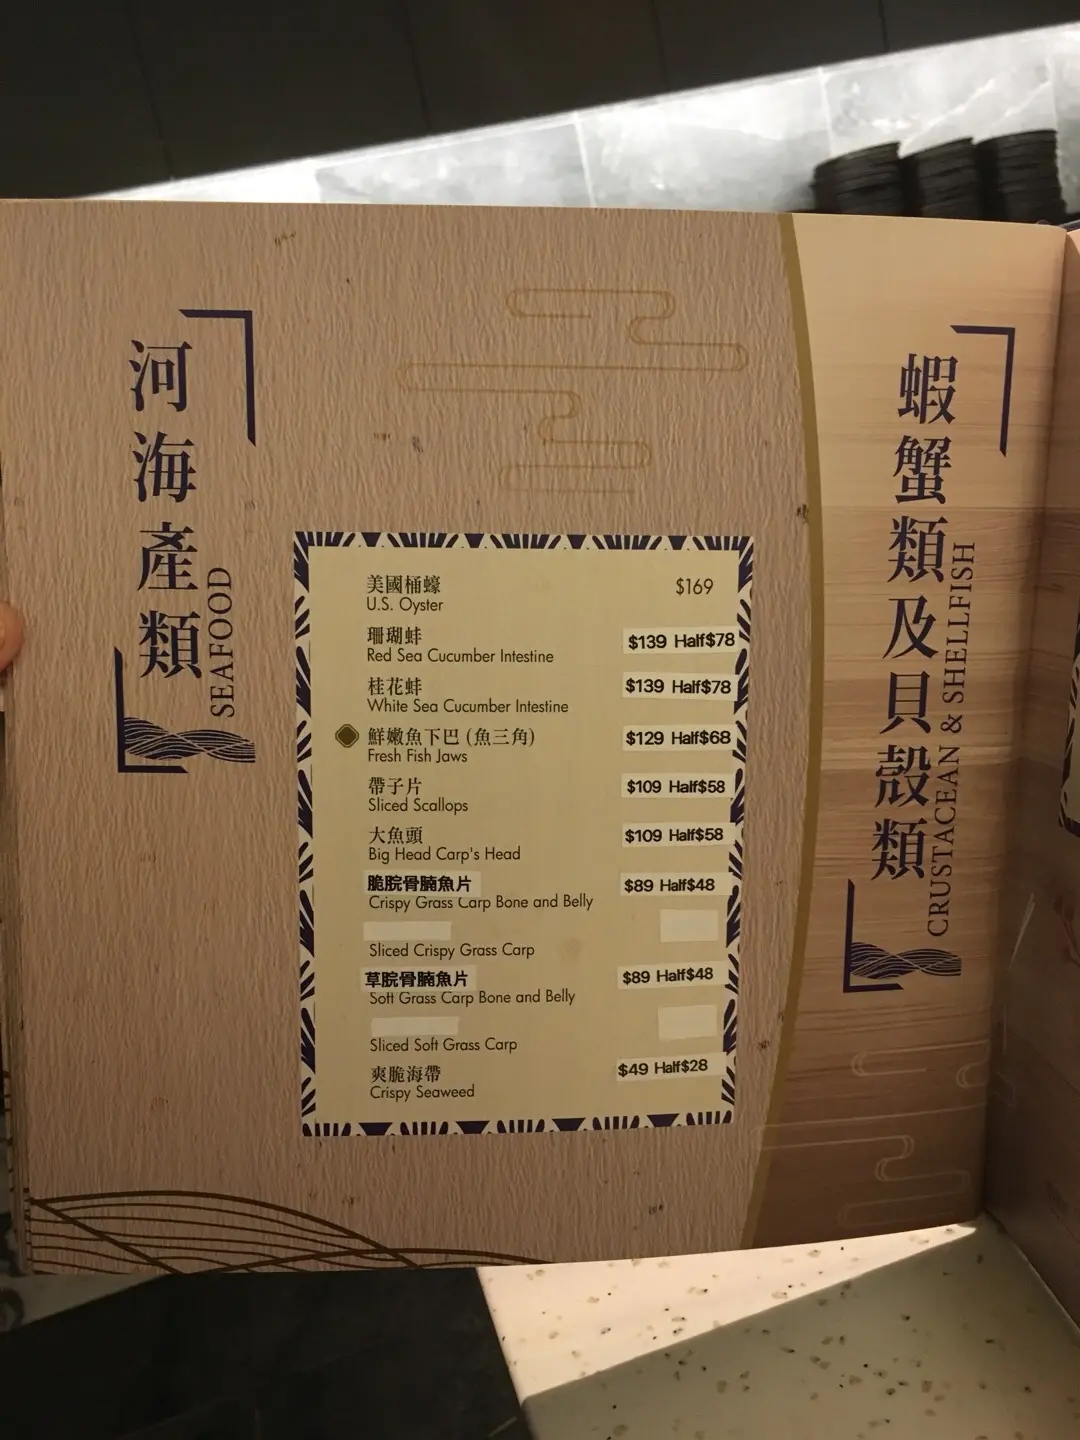 河海產類
SEAFOOD
美國桶蠔 $169
U.S. Oyster
珊瑚蚌 $139 Half$78
Red Sea Cucumber Intestine
桂花蚌 $139 Half$78
White Sea Cucumber Intestine
鮮嫩魚下巴 (魚三角) $129 Half$68
Fresh Fish Jaws
帶子片 $109 Half$58
Sliced Scallops
大魚頭 $109 Half$58
Big Head Carp's Head
脆脘骨腩魚片 $89 Half$48
Crispy Grass Carp Bone and Belly
Sliced Crispy Grass Carp
草脘骨腩魚片 $89 Half$48
Soft Grass Carp Bone and Belly
Sliced Soft Grass Carp
爽脆海帶 $49 Half$28
Crispy Seaweed
蝦蟹類及貝殼類
CRUSTACEAN & SHELLFISH